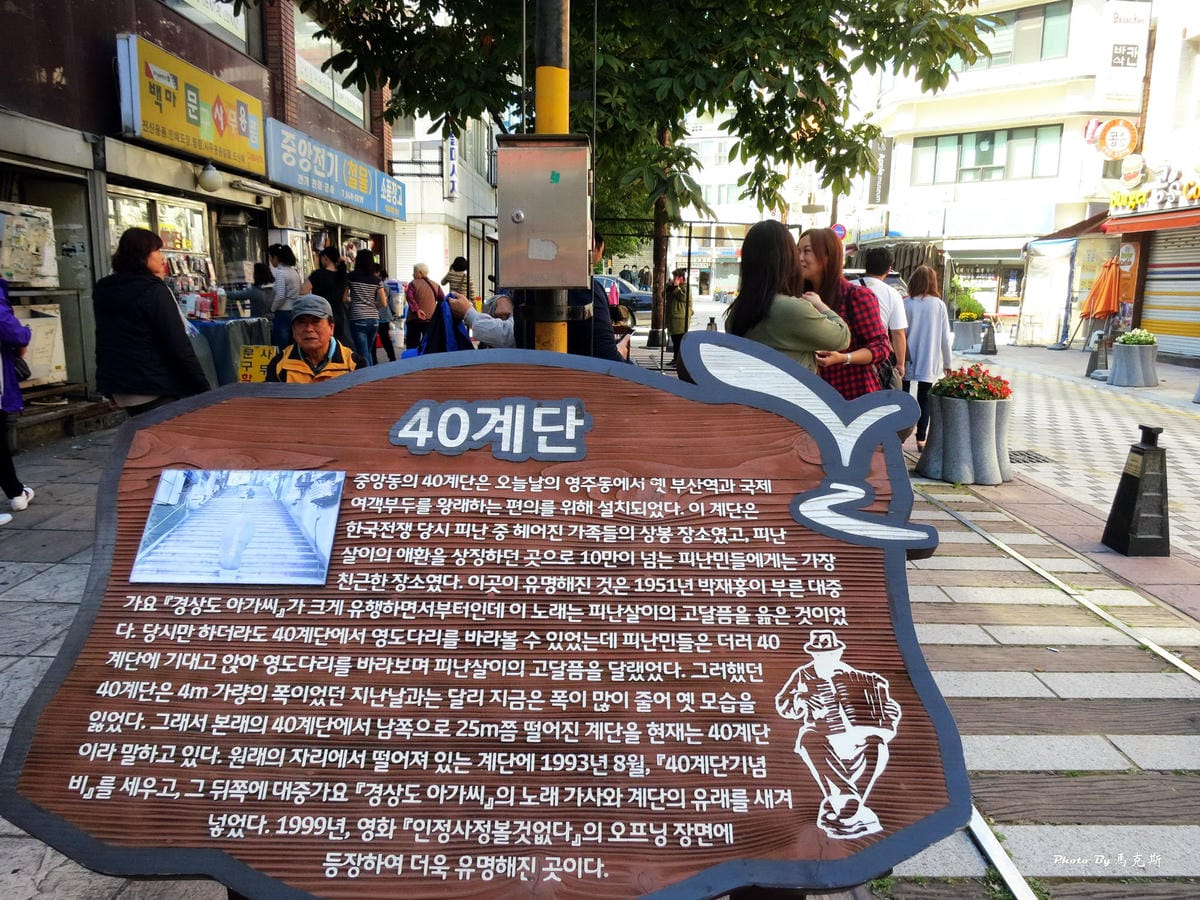 백마 문구사무용품
중앙전기 (철물) 소품창고
바카
삭
콩
Burger
40계단
중앙동의 40계단은 오늘날의 영주동에서 옛 부산역과 국제
여객부두를 왕래하는 편의를 위해 설치되었다. 이 계단은
한국전쟁 당시 피난 중 헤어진 가족들의 상봉 장소였고, 피난
살이의 애환을 상징하던 곳으로 10만이 넘는 피난민들에게는 가장
친근한 장소였다. 이곳이 유명해진 것은 1951년 박재홍이 부른 대중
가요 『경상도 아가씨』가 크게 유행하면서부터인데 이 노래는 피난살이의 고달픔을 읊은 것이었
다. 당시만 하더라도 40계단에서 영도다리를 바라볼 수 있었는데 피난민들은 더러 40
계단에 기대고 앉아 영도다리를 바라보며 피난살이의 고달픔을 달랬었다. 그러했던
40계단은 4m 가량의 폭이었던 지난날과는 달리 지금은 폭이 많이 줄어 옛 모습을
잃었다. 그래서 본래의 40계단에서 남쪽으로 25m쯤 떨어진 계단을 현재는 40계단
이라 말하고 있다. 원래의 자리에서 떨어져 있는 계단에 1993년 8월, 『40계단기념
비』를 세우고, 그 뒤쪽에 대중가요 『경상도 아가씨』의 노래 가사와 계단의 유래를 새겨
넣었다. 1999년, 영화 『인정사정볼것없다』의 오프닝 장면에
등장하여 더욱 유명해진 곳이다.
Photo By 馬克斯